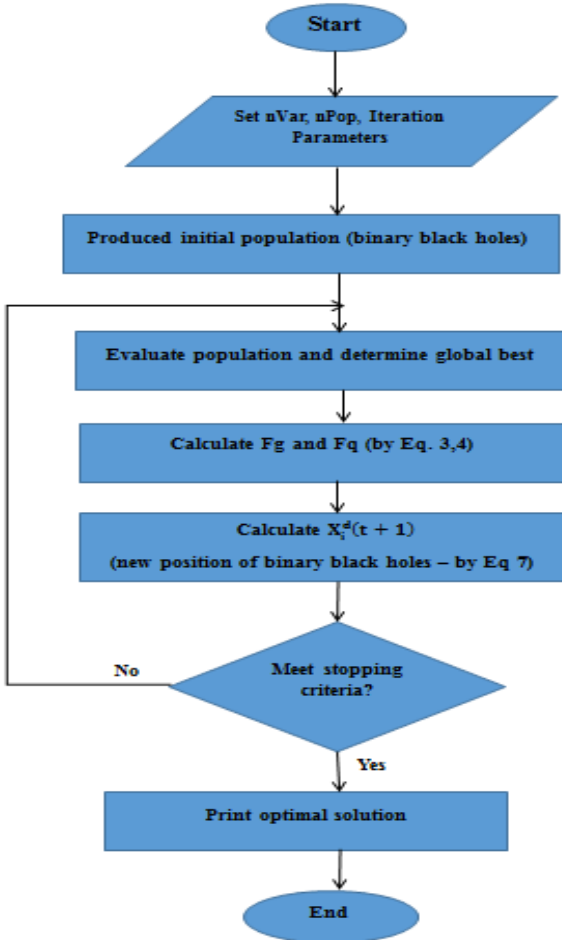 Start
Set nVar, nPop, Iteration
Parameters
Produced initial population (binary black holes)
Evaluate population and determine global best
Calculate Fg and Fq (by Eq. 3,4)
Calculate Xᵢᵈ(t + 1)
(new position of binary black holes – by Eq 7)
No
Meet stopping
criteria?
Yes
Print optimal solution
End